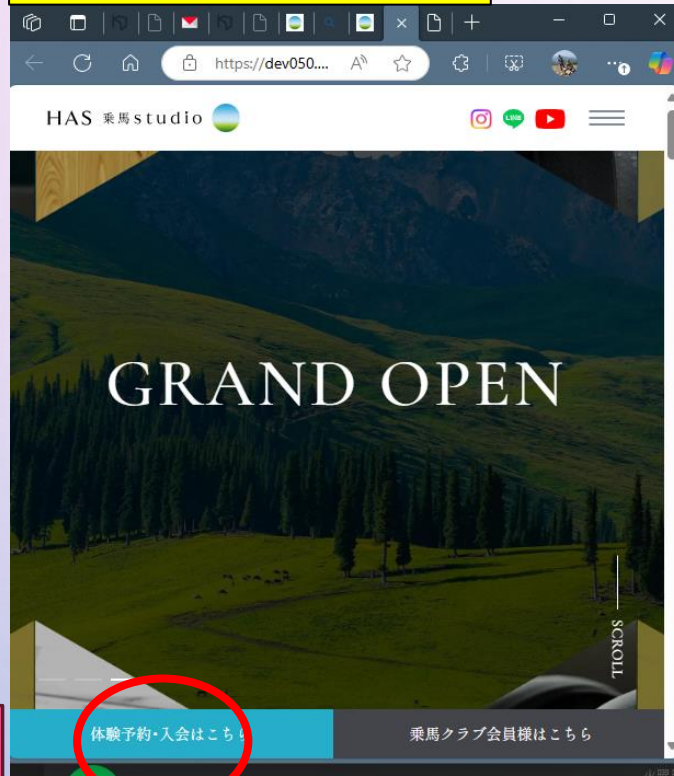 https://dev050....
HAS 乗馬studio
LINE
GRAND OPEN
SCROLL
体験予約・入会はこちら
乗馬クラブ会員様はこちら